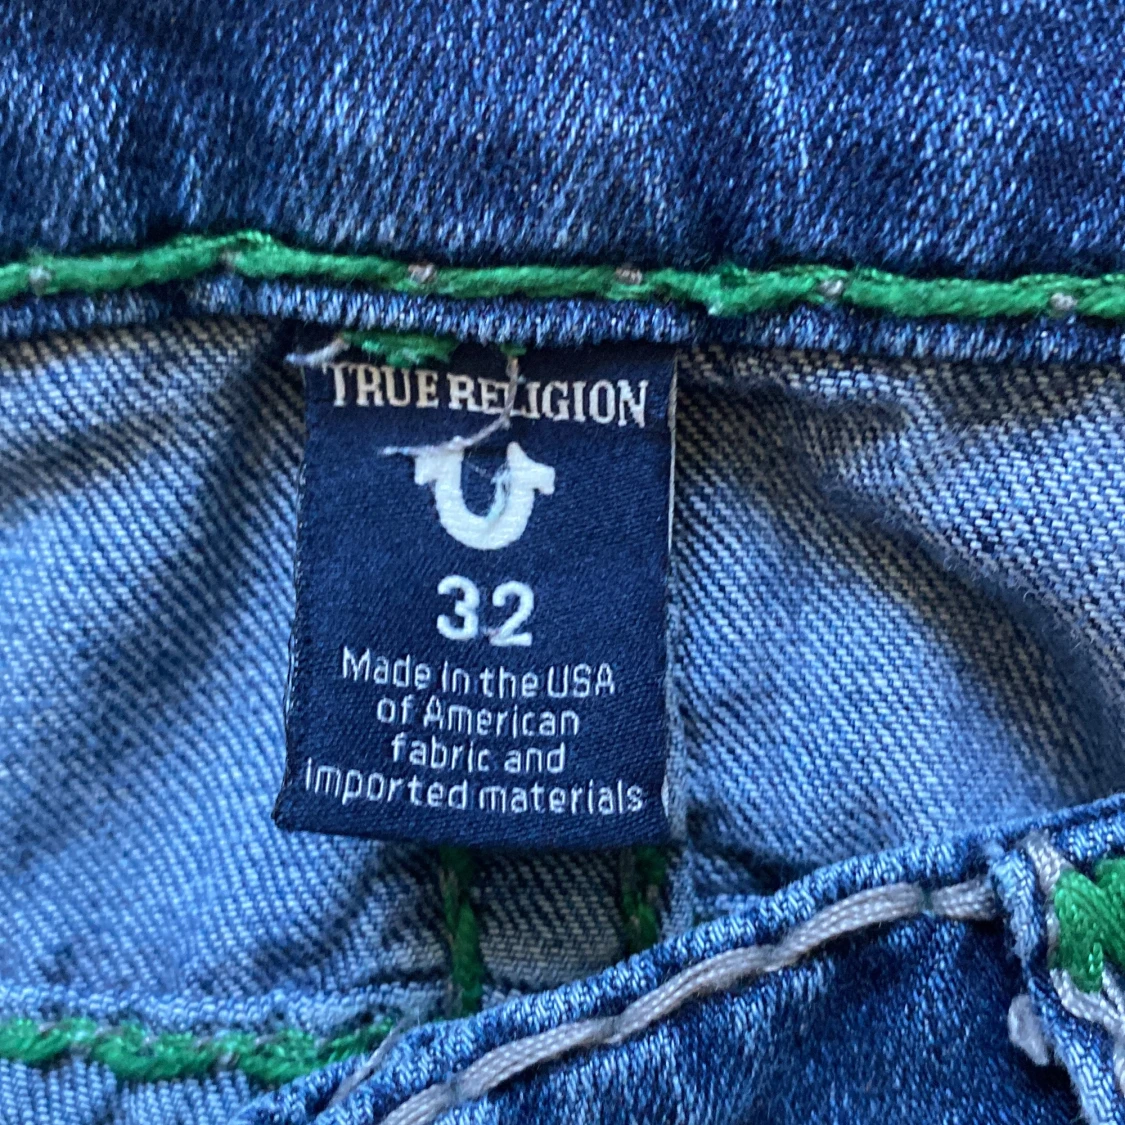 TRUE RELIGION
32
Made in the USA
of American
fabric and
imported materials